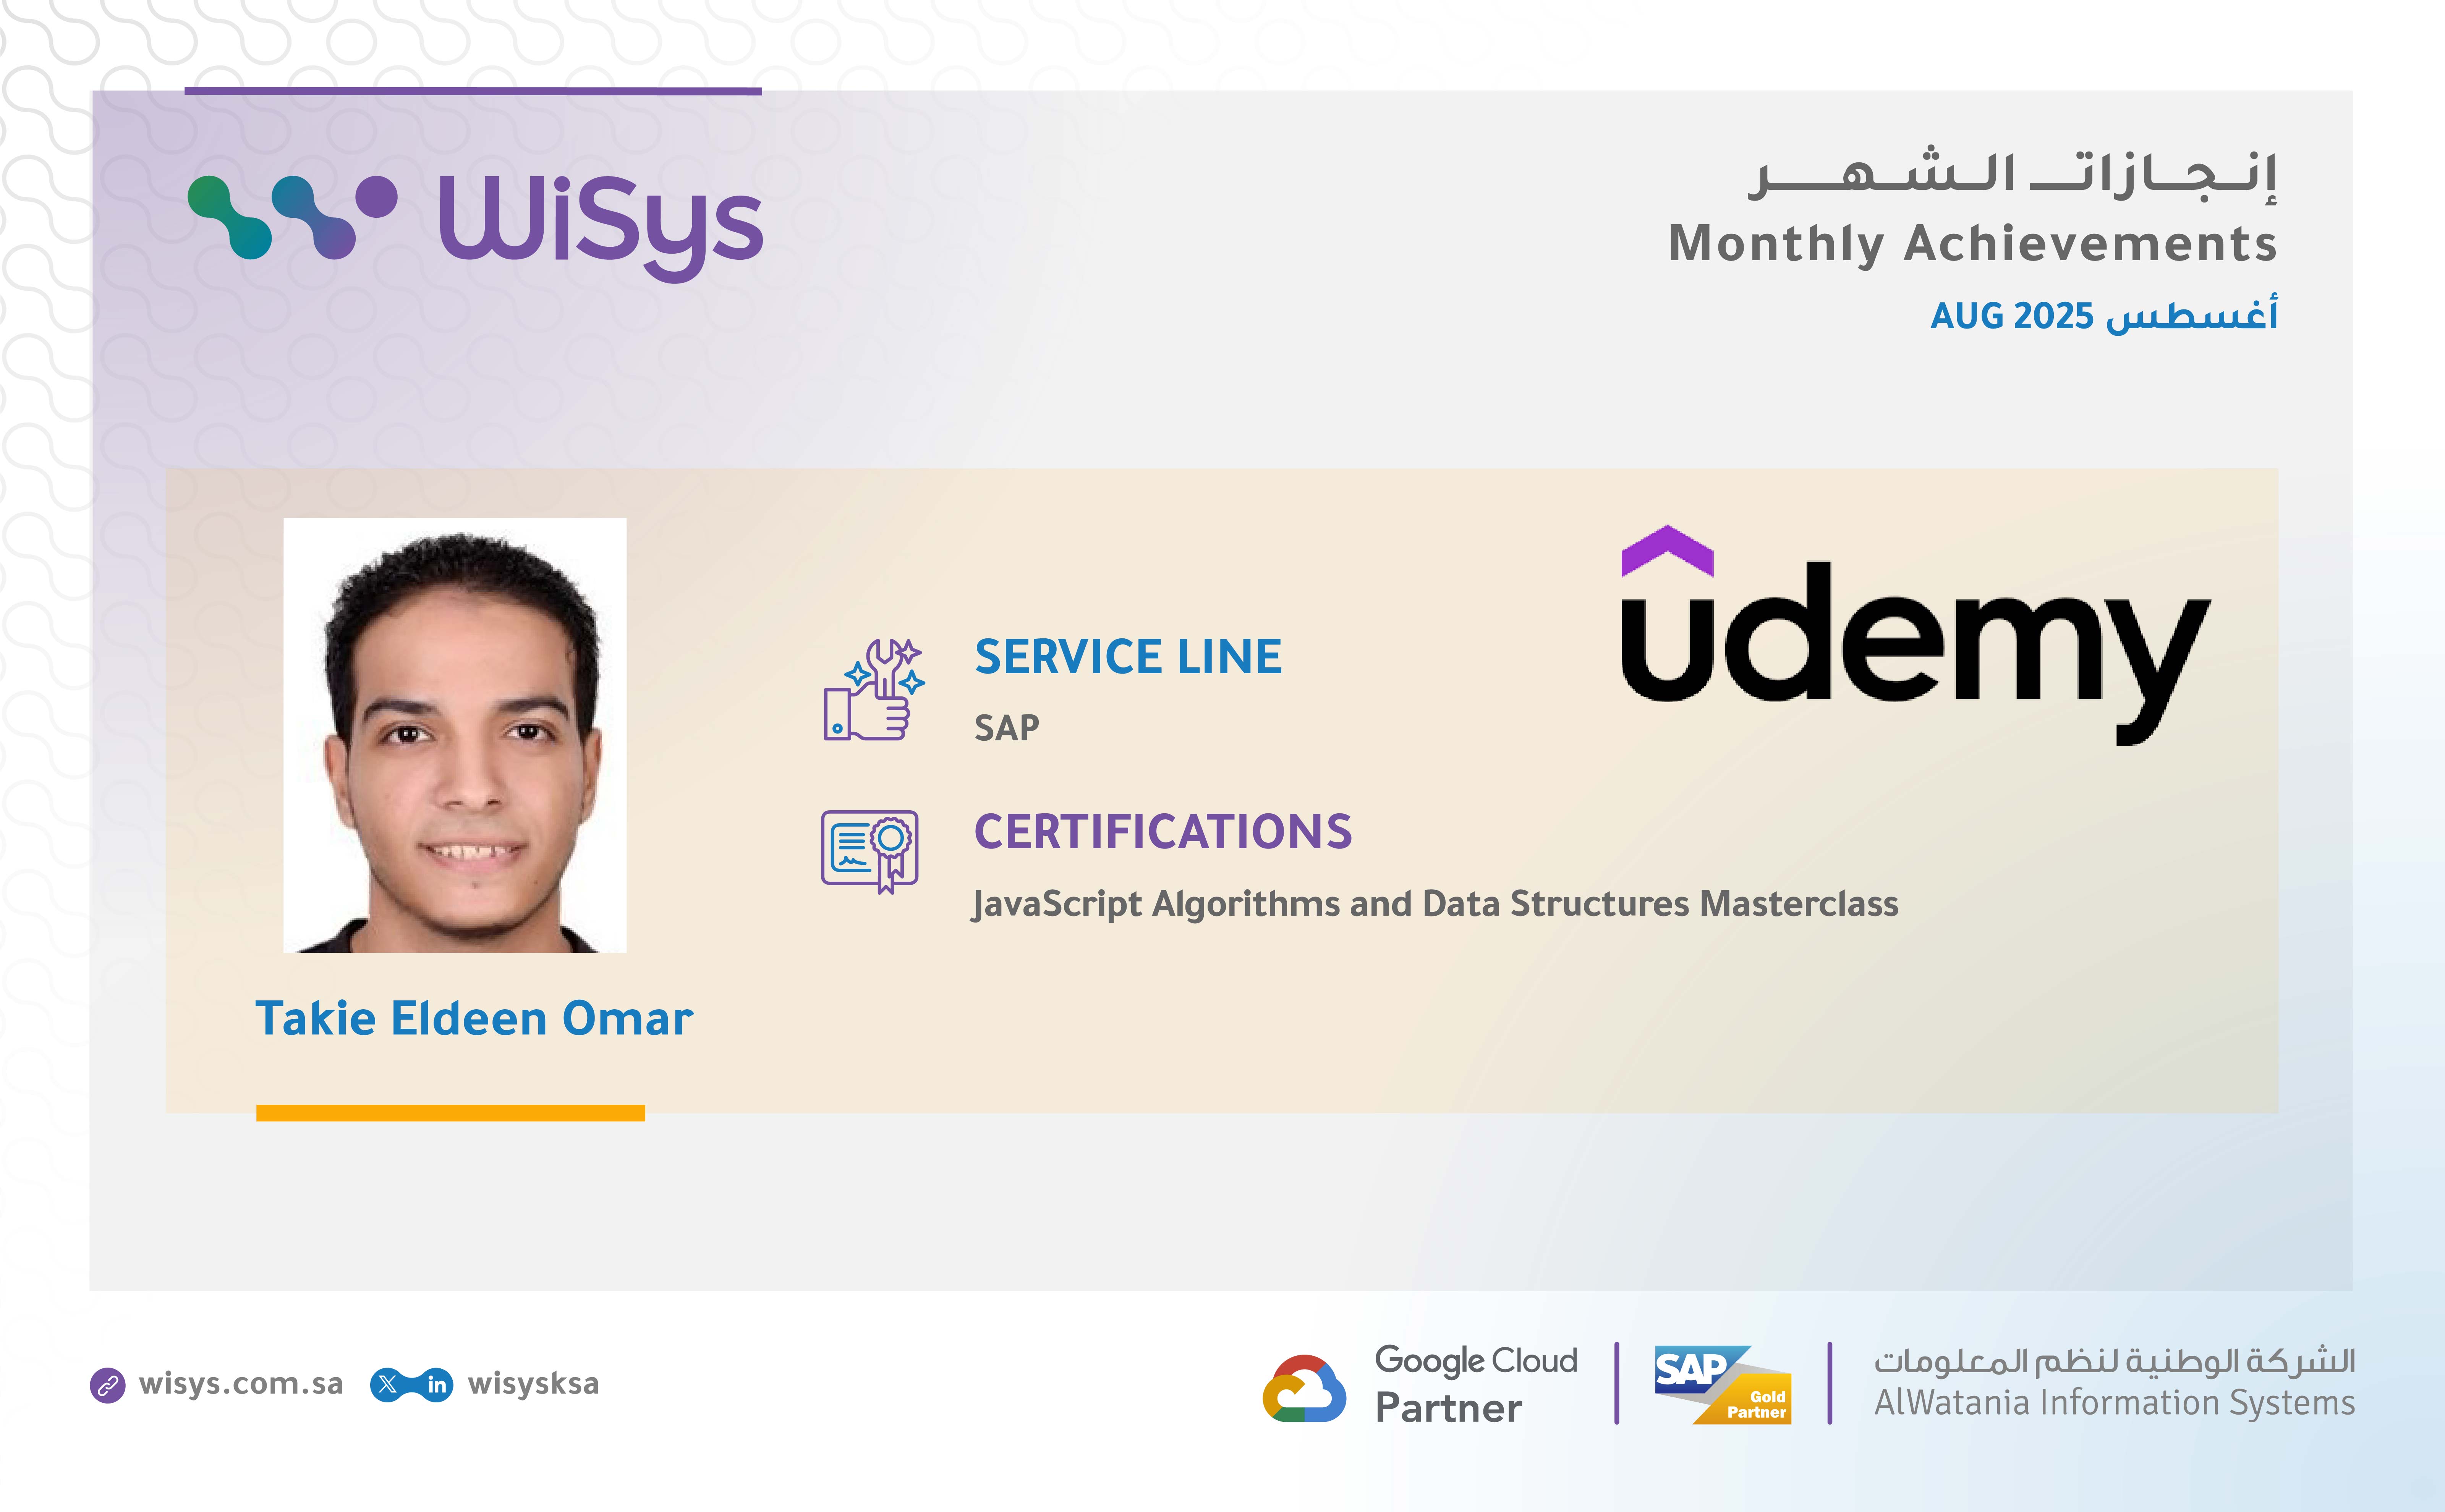 WiSys
إنجازات الشهر
Monthly Achievements
أغسطس AUG 2025
udemy
SERVICE LINE
SAP
CERTIFICATIONS
JavaScript Algorithms and Data Structures Masterclass
Takie Eldeen Omar
wisys.com.sa
X in wisysksa
Google Cloud
Partner
SAP
Gold
Partner
الشركة الوطنية لنظم المعلومات
AlWatania Information Systems